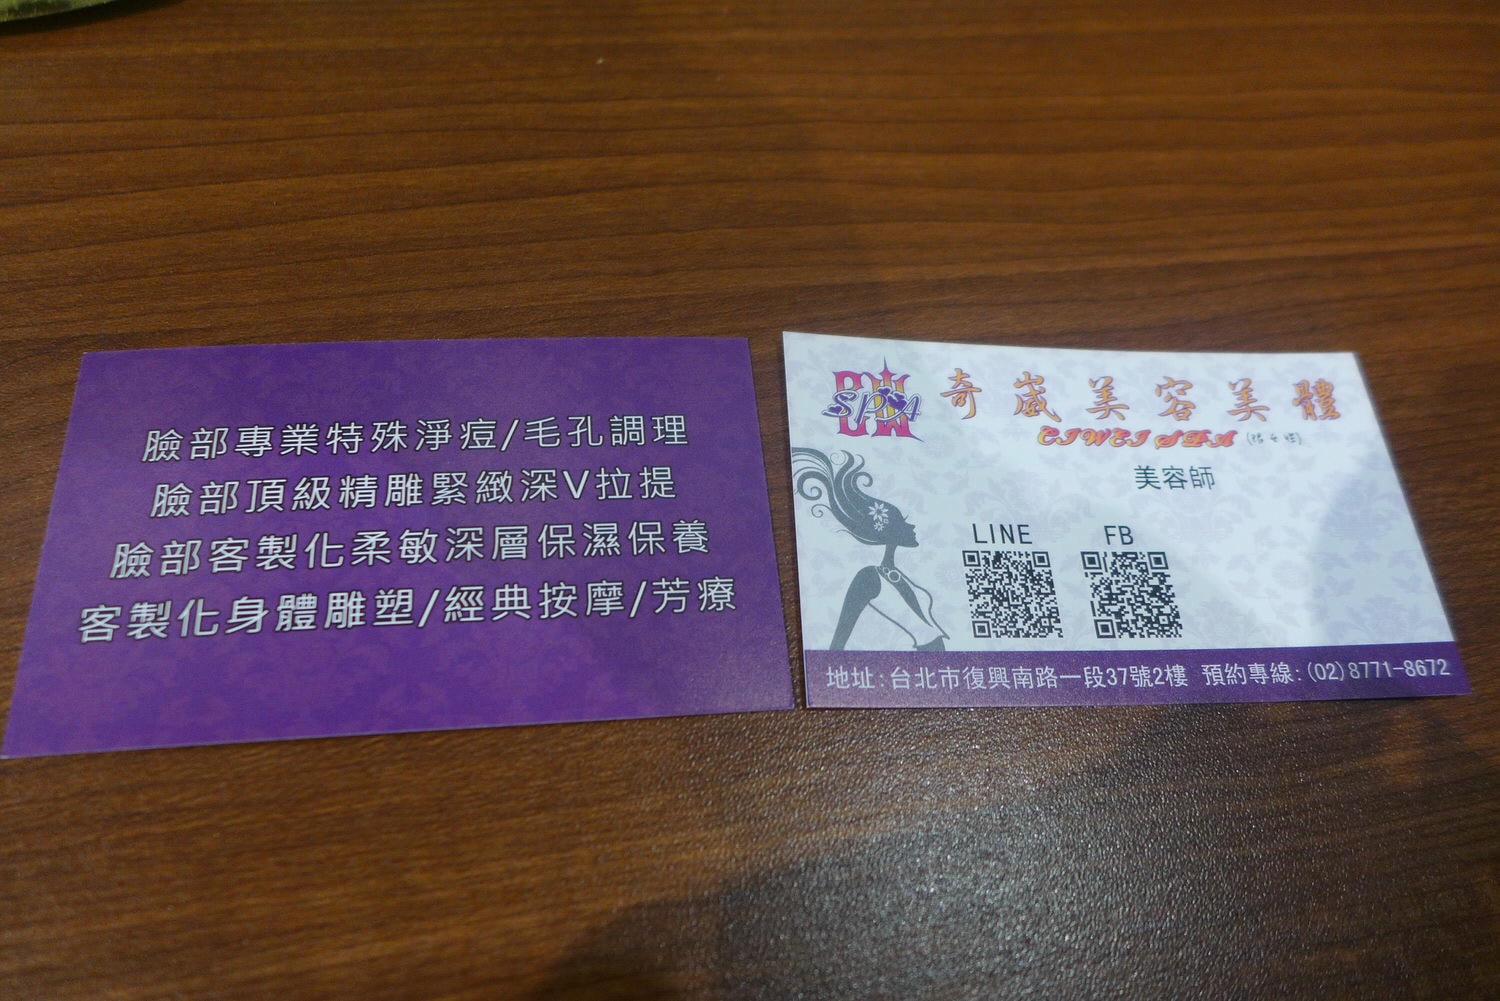 臉部專業特殊淨痘/毛孔調理
臉部頂級精雕緊緻深V拉提
臉部客製化柔敏深層保濕保養
客製化身體雕塑/經典按摩/芳療
SPA
奇崴美容美體
CIWEI SPA
美容師
LINE FB
地址:台北市復興南路一段37號2樓 預約專線:(02)8771-8672